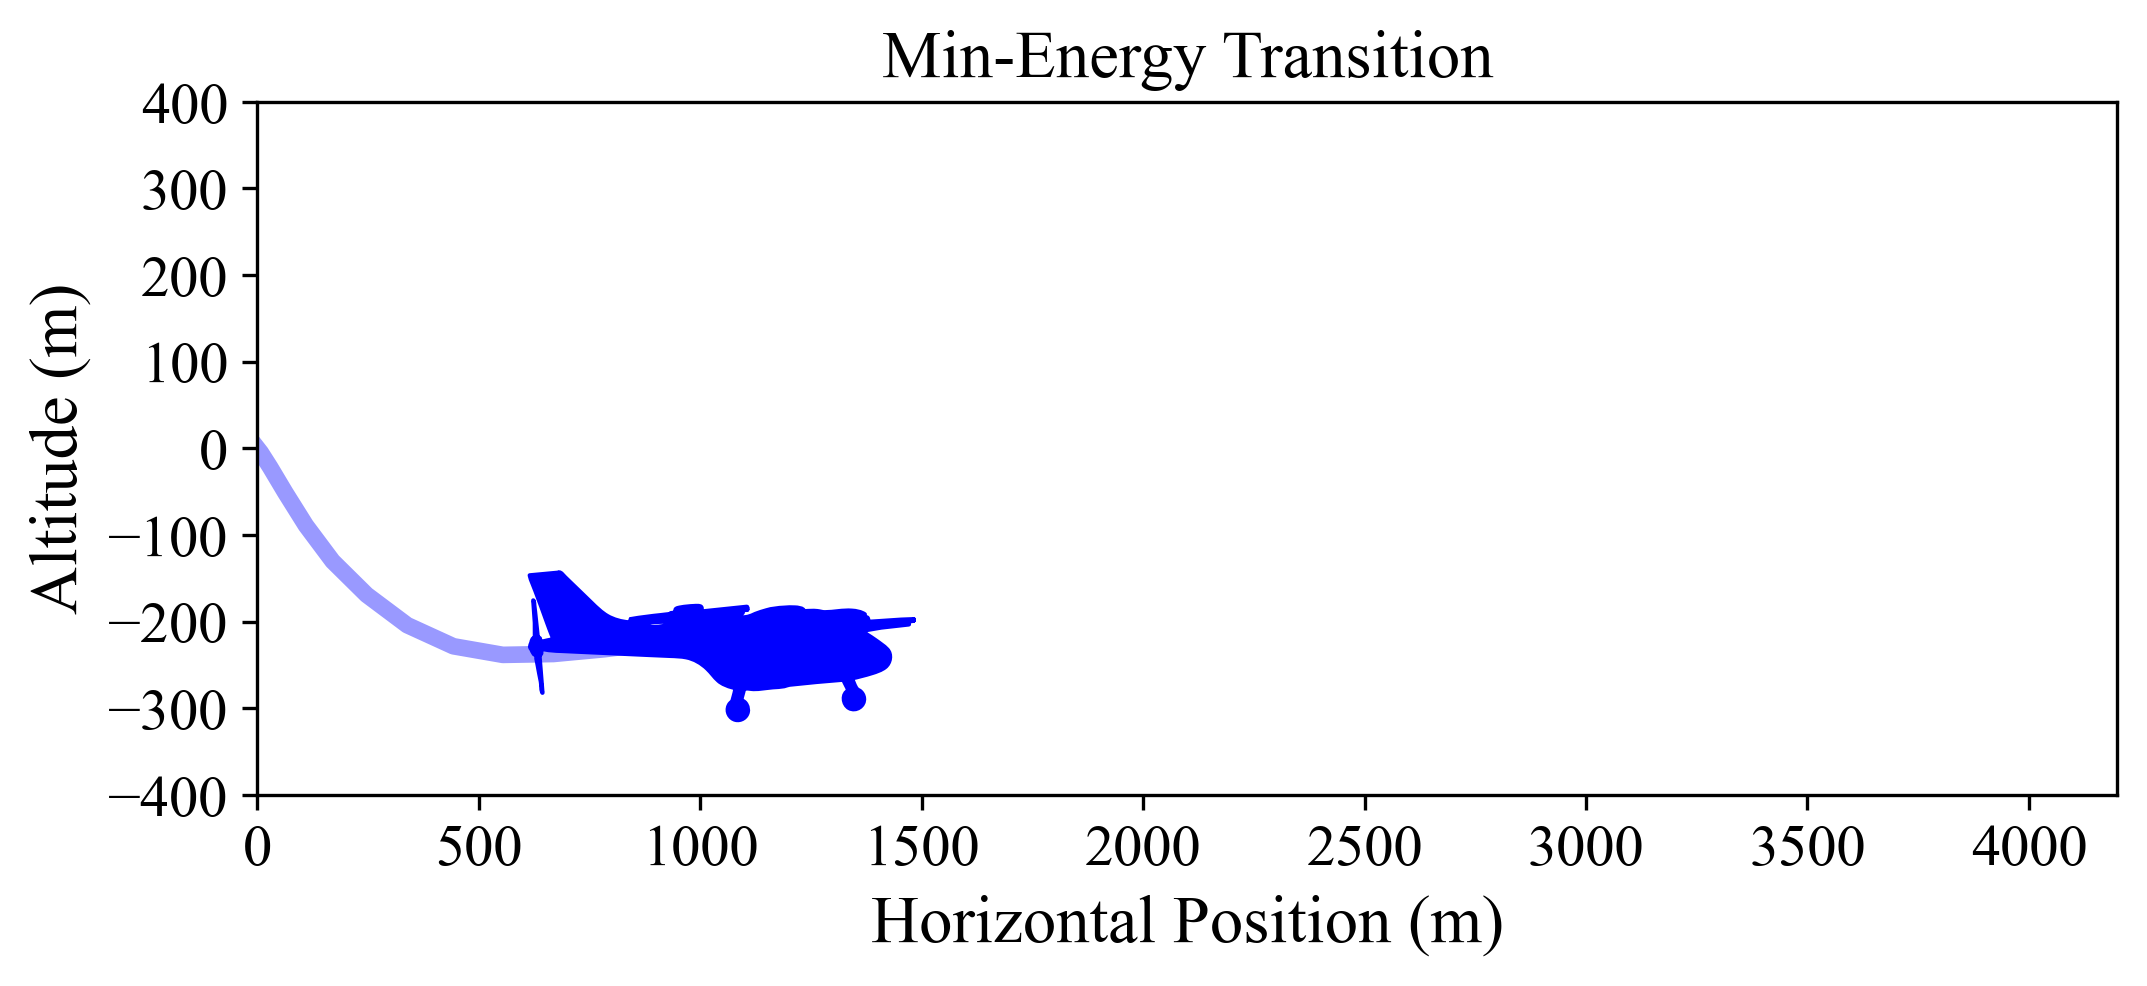 Min-Energy Transition
400
300
200
100
0
−100
−200
−300
−400
Altitude (m)
0 500 1000 1500 2000 2500 3000 3500 4000
Horizontal Position (m)